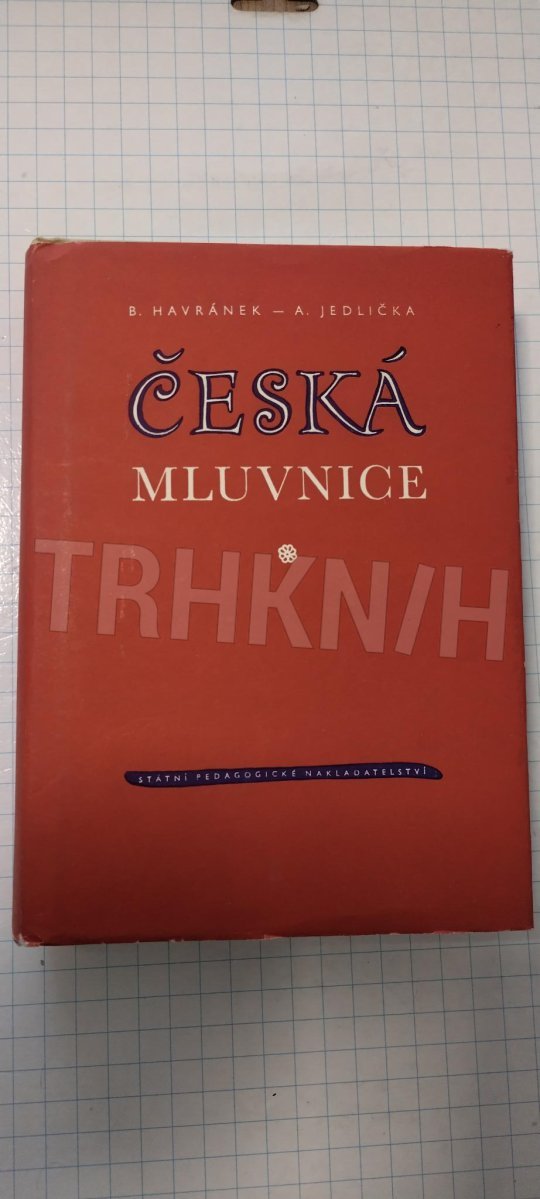 B. HAVRÁNEK – A. JEDLIČKA
ČESKÁ
MLUVNICE
TRHKN/H
STÁTNÍ PEDAGOGICKÉ NAKLADATELSTVÍ